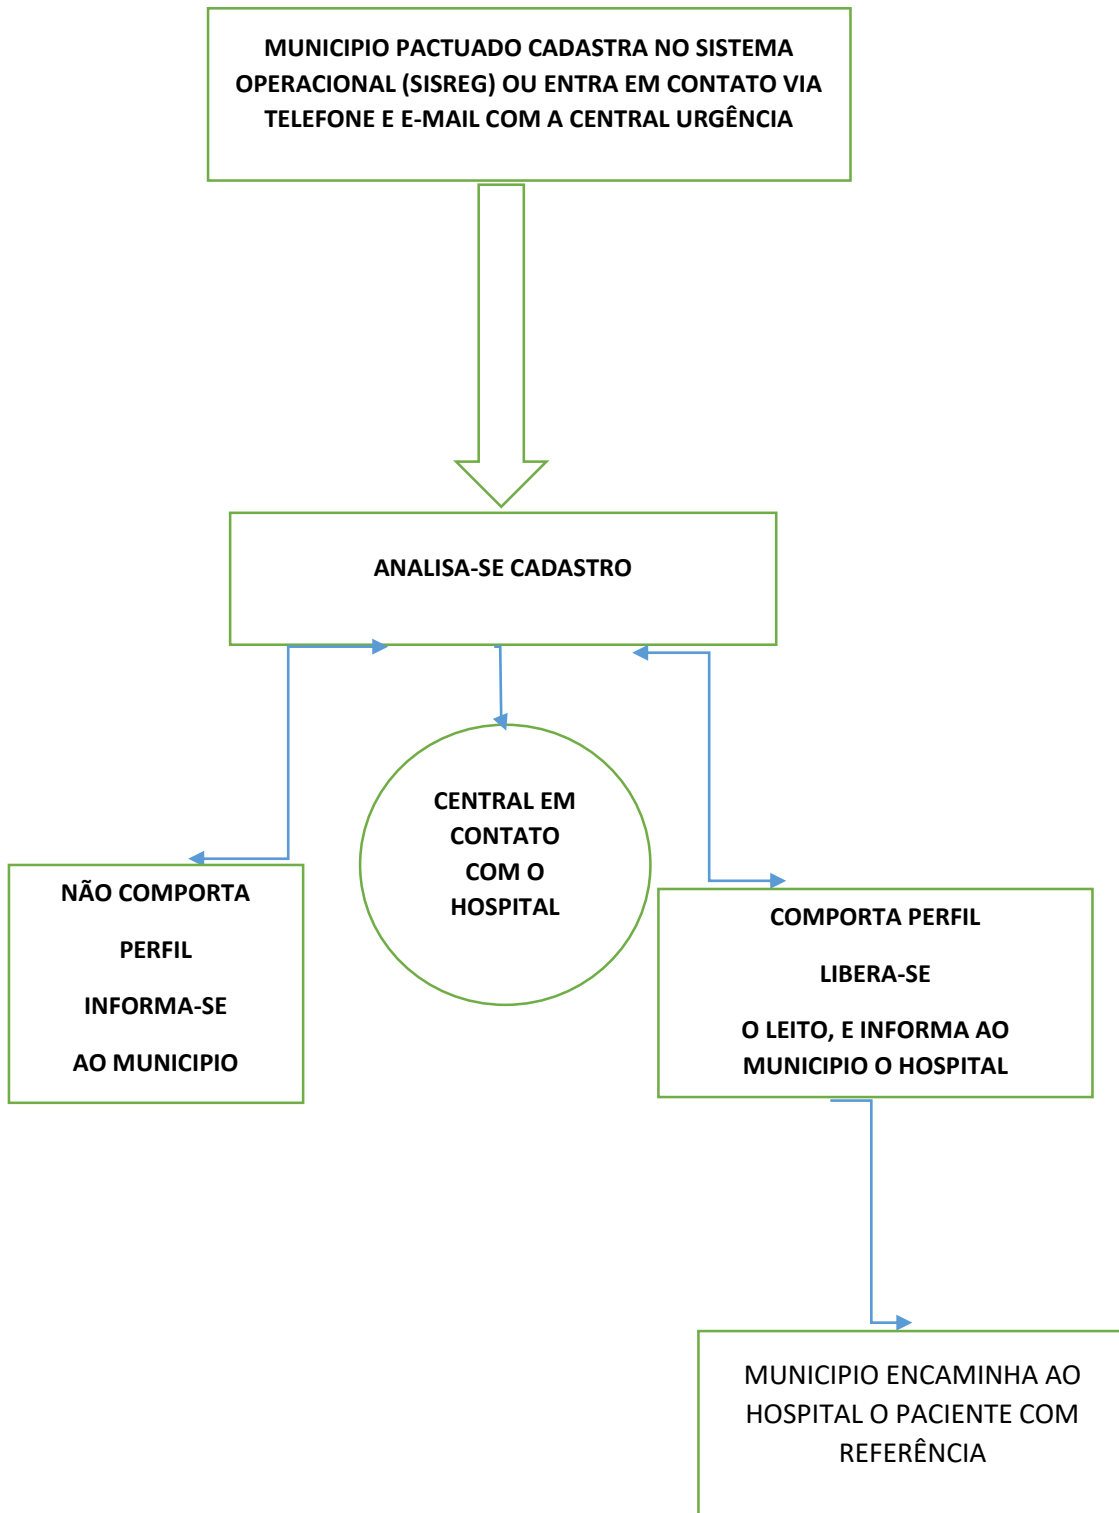 MUNICIPIO PACTUADO CADASTRA NO SISTEMA
OPERACIONAL (SISREG) OU ENTRA EM CONTATO VIA
TELEFONE E E-MAIL COM A CENTRAL URGÊNCIA
ANALISA-SE CADASTRO
CENTRAL EM
CONTATO
COM O
HOSPITAL
NÃO COMPORTA
PERFIL
INFORMA-SE
AO MUNICIPIO
COMPORTA PERFIL
LIBERA-SE
O LEITO, E INFORMA AO
MUNICIPIO O HOSPITAL
MUNICIPIO ENCAMINHA AO
HOSPITAL O PACIENTE COM
REFERÊNCIA